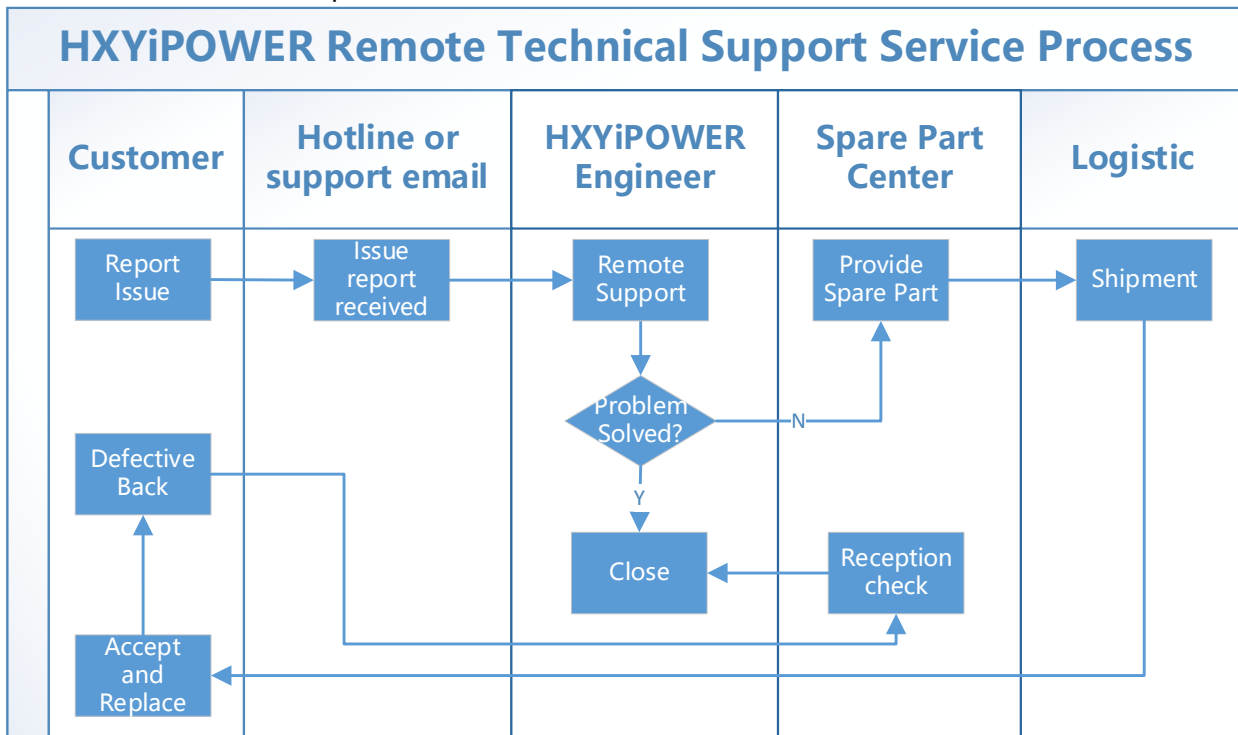 HXYiPOWER Remote Technical Support Service Process
Customer
Hotline or
support email
HXYiPOWER
Engineer
Spare Part
Center
Logistic
Report
Issue
Issue
report
received
Remote
Support
Provide
Spare Part
Shipment
Problem
Solved?
N
Defective
Back
Y
Close
Reception
check
Accept
and
Replace